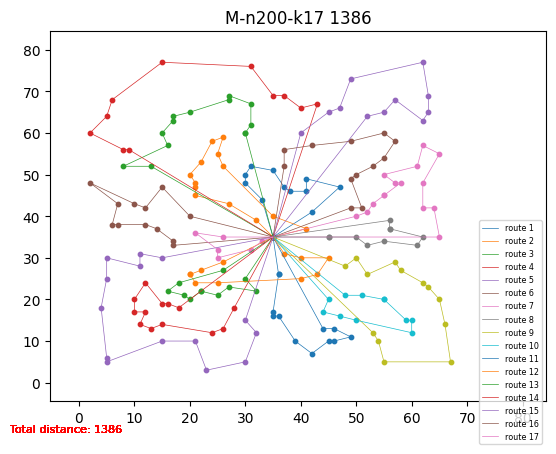 M-n200-k17 1386
80
70
60
50
40
30
20
10
0
0 10 20 30 40 50 60 70 80
route 1
route 2
route 3
route 4
route 5
route 6
route 7
route 8
route 9
route 10
route 11
route 12
route 13
route 14
route 15
route 16
route 17
Total distance: 1386